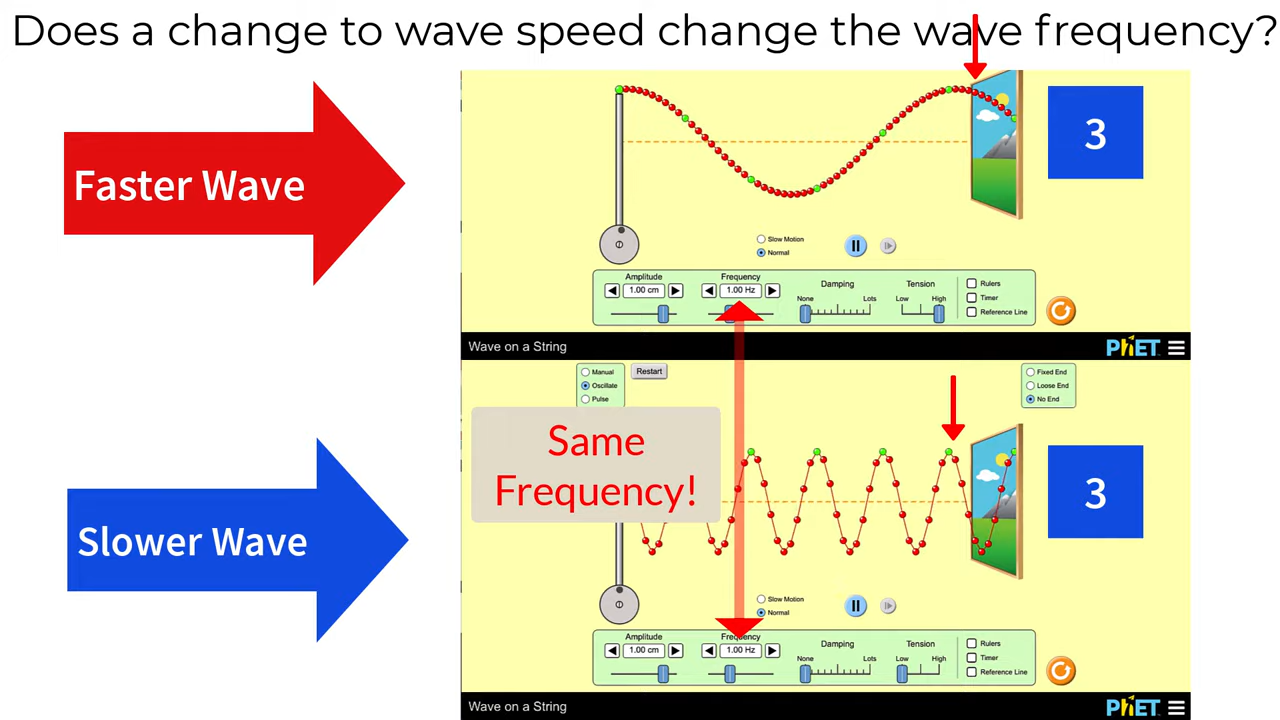 Does a change to wave speed change the wave frequency?
Faster Wave
3
Slow Motion
Normal
Amplitude
1.00 cm
Frequency
1.00 Hz
Damping
None
Lots
Tension
Low
High
Rulers
Timer
Reference Line
Wave on a String
PhET
Manual
Oscillate
Pulse
Restart
Fixed End
Loose End
No End
Same
Frequency!
Slower Wave
3
Slow Motion
Normal
Amplitude
1.00 cm
Frequency
1.00 Hz
Damping
None
Lots
Tension
Low
High
Rulers
Timer
Reference Line
Wave on a String
PhET